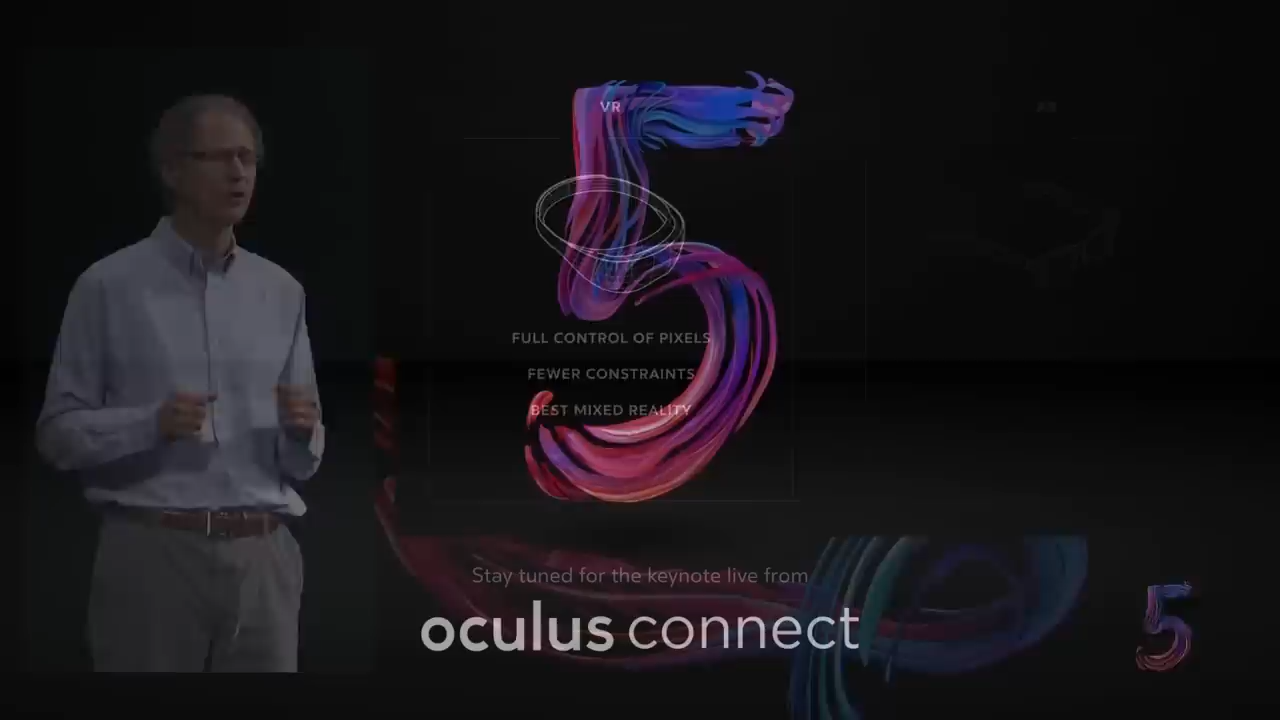 VR
AR
FULL CONTROL OF PIXELS
FEWER CONSTRAINTS
BEST MIXED REALITY
Stay tuned for the keynote live from
oculus connect
5
5